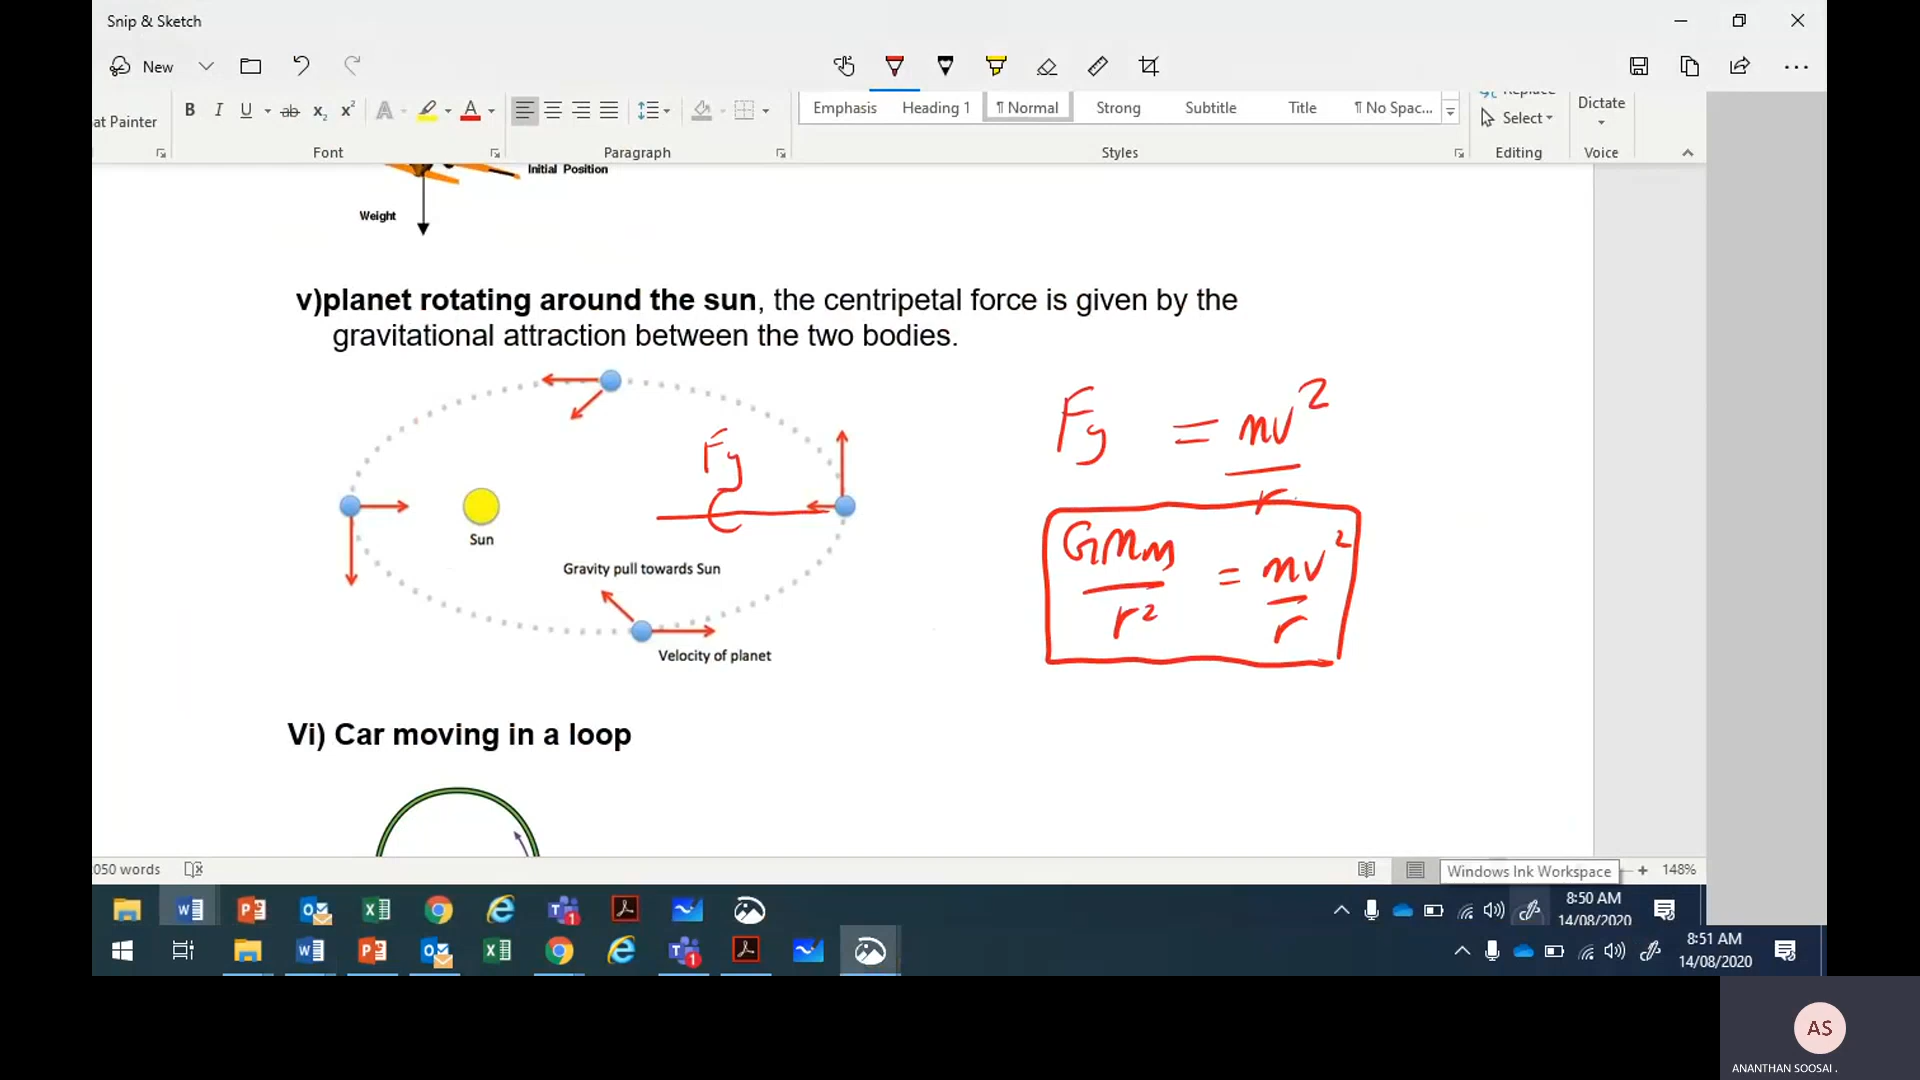 Snip & Sketch
New
at Painter
B I U ab x₂ x² A A
Emphasis Heading 1 ¶ Normal Strong Subtitle Title ¶ No Spac...
Replace
Select
Dictate
Font Paragraph Styles Editing Voice
Initial Position
Weight
v)planet rotating around the sun, the centripetal force is given by the
gravitational attraction between the two bodies.
Fg
Sun
Gravity pull towards Sun
Velocity of planet
Fg = mv²/r
GMm/r² = mv²/r
Vi) Car moving in a loop
050 words
Windows Ink Workspace
148%
8:50 AM
14/08/2020
8:51 AM
14/08/2020
AS
ANANTHAN SOOSAI .